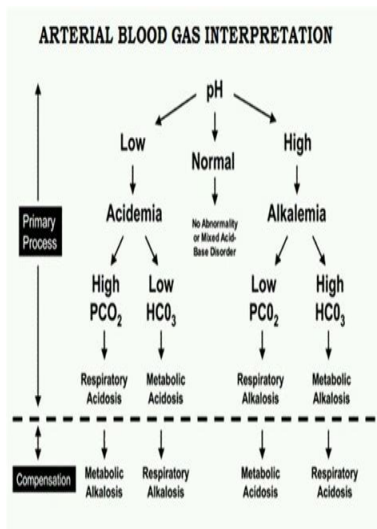 ARTERIAL BLOOD GAS INTERPRETATION
pH
Low
Normal
High
Primary
Process
Acidemia
No Abnormality
or Mixed Acid-
Base Disorder
Alkalemia
High
PCO₂
Low
HC0₃
Low
PC0₂
High
HC0₃
Respiratory
Acidosis
Metabolic
Acidosis
Respiratory
Alkalosis
Metabolic
Alkalosis
Compensation
Metabolic
Alkalosis
Respiratory
Alkalosis
Metabolic
Acidosis
Respiratory
Acidosis